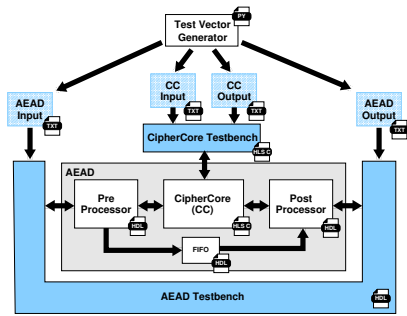 Test Vector
Generator
PY
AEAD
Input
TXT
CC
Input
TXT
CC
Output
TXT
AEAD
Output
TXT
CipherCore Testbench
HLS C
AEAD
Pre
Processor
HDL
CipherCore
(CC)
HLS C
Post
Processor
HDL
FIFO
HDL
AEAD Testbench
HDL